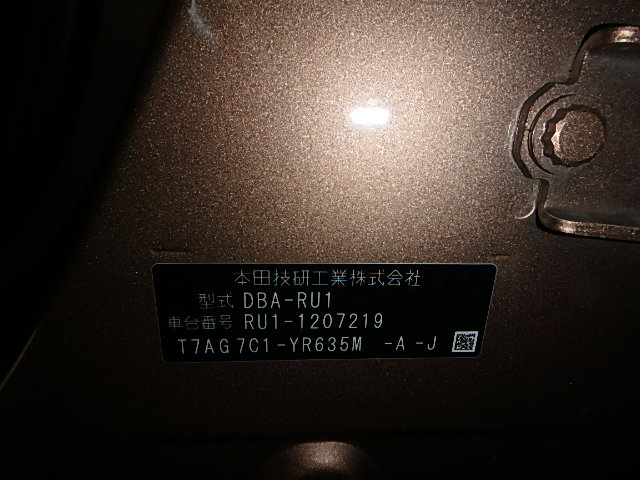 本田技研工業株式会社
型式 DBA-RU1
車台番号 RU1-1207219
T7AG7C1-YR635M -A-J